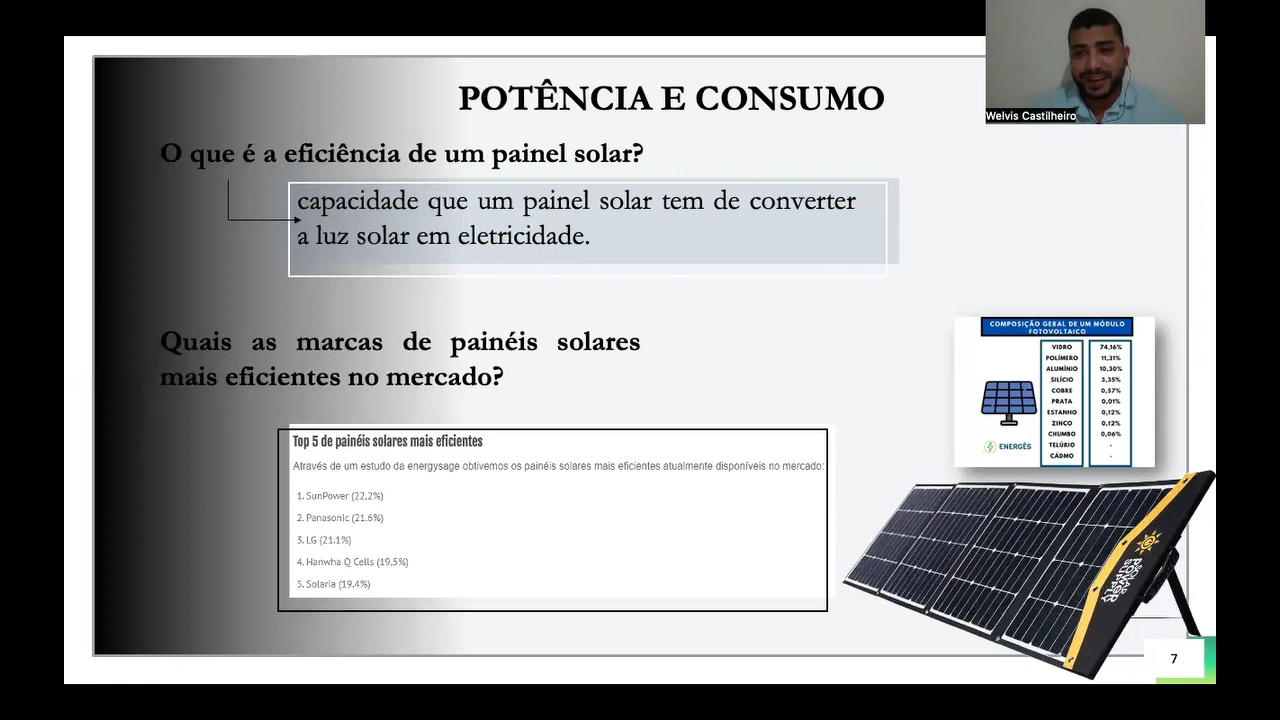 POTÊNCIA E CONSUMO
Welvis Castilheiro
O que é a eficiência de um painel solar?
capacidade que um painel solar tem de converter
a luz solar em eletricidade.
Quais as marcas de painéis solares
mais eficientes no mercado?
Top 5 de painéis solares mais eficientes
Através de um estudo da energysage obtivemos os painéis solares mais eficientes atualmente disponíveis no mercado:
1. SunPower (22,2%)
2. Panasonic (21.6%)
3. LG (21.1%)
4. Hanwha Q Cells (19,5%)
5. Solaria (19.4%)
COMPOSIÇÃO GERAL DE UM MÓDULO
FOTOVOLTAICO
VIDRO 74,16%
POLÍMERO 11,31%
ALUMÍNIO 10,30%
SILÍCIO 3,35%
COBRE 0,57%
PRATA 0,01%
ESTANHO 0,12%
ZINCO 0,12%
CHUMBO 0,06%
TELÚRIO -
CÁDMO -
ENERGÊS
POWER
SUPPLY
7